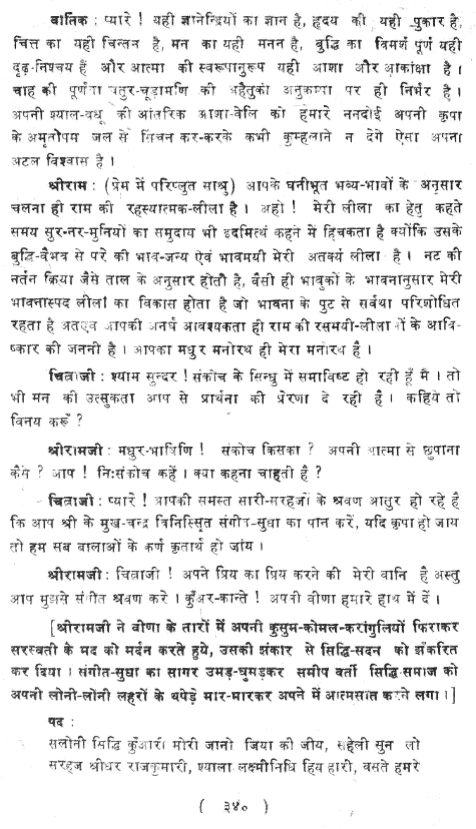 वार्तिक : प्यारे ! यही ज्ञानेन्द्रियों का ज्ञान है, हृदय की यही पुकार है,
चित्त का यही चिन्तन है, मन का यही मनन है, बुद्धि का विमर्श पूर्ण यही
दृढ़-निश्चय है और आत्मा की स्वरूपानुरूप यही आशा और आकांक्षा है ।
चाह की पूर्णता चतुर-चूड़ामणि की अहैतुकी अनुकम्पा पर ही निर्भर है ।
अपनी श्याल-वधू की आंतरिक आशा-वेलि को हमारे ननदोई अपनी कृपा
के अमृतोपम जल से सिंचन कर-करके कभी कुम्हलाने न देगे ऐसा अपना
अटल विश्वास है ।
श्रीराम : (प्रेम में परिप्लुत साश्रु) आपके घनीभूत भव्य-भावों के अनुसार
चलना ही राम की रहस्यात्मक-लीला है । अहो ! मेरी लीला का हेतु कहते
समय सुर-नर-मुनियों का समुदाय भी इदमित्थं कहने में हिचकता है क्योंकि उसके
बुद्धि-वैभव से परे की भाव-जन्य ऐवं भावमयी मेरी अतर्क्य लीला है । नट की
नर्तन क्रिया जैसे ताल के अनुसार होती है, वैसी ही भावुकों के भावनानुसार मेरी
भावनास्पद लीला का विकास होता है जो भावना के पुट से सर्वथा परिशोधित
रहता है अतएव आपकी अनर्घ आवश्यकता ही राम की रसमयी-लीलाओं के आवि-
ष्कार की जननी है । आपका मधुर मनोरथ ही मेरा मनोरथ है ।
चित्राजी : श्याम सुन्दर ! संकोच के सिन्धु में समाविष्ट हो रही हूँ मैं । तो
भी मन की उत्सुकता आप से प्रार्थना की प्रेरणा दे रही है । कहिये तो
विनय करूँ ?
श्रीरामजी : मधुर-भाषिणि ! संकोच किसका ? अपनी आत्मा से छुपाना
कैसे ? आप ! निःसंकोच कहें । क्या कहना चाहती है ?
चित्राजी : प्यारे ! आपकी समस्त सारी-सरहजों के श्रवण आतुर हो रहे है
कि आप श्री के मुख-चन्द्र विनिस्सृत संगीत-सुधा का पान करें, यदि कृपा हो जाय
तो हम सब वालाओं के कर्ण कृतार्थ हो जांय ।
श्रीरामजी : चित्राजी ! अपने प्रिय का प्रिय करने की मेरी वानि है अस्तु
आप मुझसे संगीत श्रवण करे । कुँअर-कान्ते ! अपनी वीणा हमारे हाथ में दें ।
[श्रीरामजी ने वीणा के तारों में अपनी कुसुम-कोमल-करांगुलियों फिराकर
सरस्वती के मद को मर्दन करते हुये, उसकी झंकार से सिद्धि-सदन को झंकरित
कर दिया । संगीत-सुधा का सागर उमड़-घुमड़कर समीप वर्ती सिद्धि-समाज को
अपनी लोनी-लोनी लहरों के थपेड़े मार-मारकर अपने में आत्मसात करने लगा ।]
पद :
सलोनी सिद्धि कुँआरी मोरी जानो जिया की जीय, सहेली सुन लो
सरहज श्रीधर राजकुमारी, श्याला लक्ष्मीनिधि हिय हारी, वसते हमरे
( ३४० )